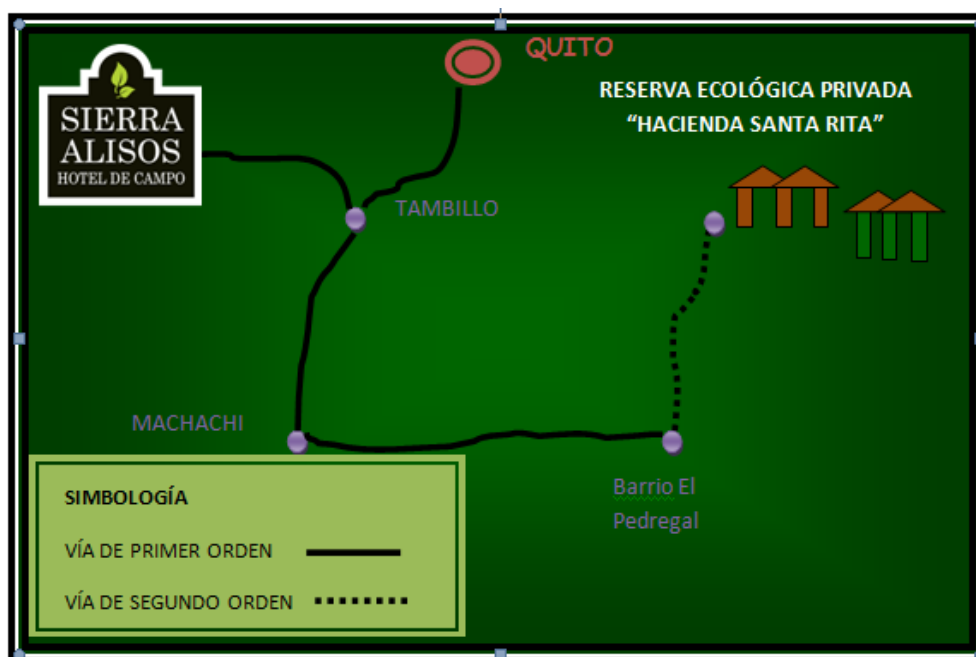 QUITO
RESERVA ECOLÓGICA PRIVADA
“HACIENDA SANTA RITA”
SIERRA
ALISOS
HOTEL DE CAMPO
TAMBILLO
MACHACHI
Barrio El
Pedregal
SIMBOLOGÍA
VÍA DE PRIMER ORDEN
VÍA DE SEGUNDO ORDEN